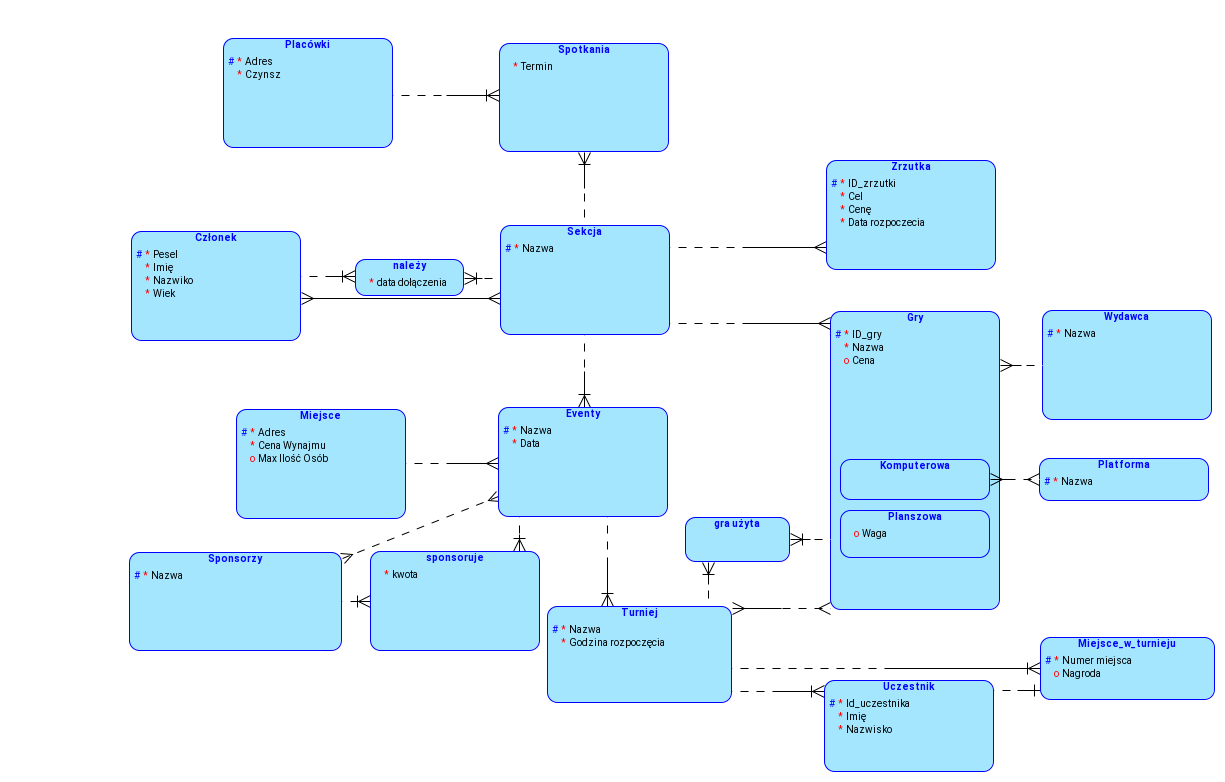 Placówki
# * Adres
* Czynsz
Spotkania
* Termin
Zrzutka
# * ID_zrzutki
* Cel
* Cenę
* Data rozpoczecia
Członek
# * Pesel
* Imię
* Nazwiko
* Wiek
należy
* data dołączenia
Sekcja
# * Nazwa
Gry
# * ID_gry
* Nazwa
o Cena
Wydawca
# * Nazwa
Miejsce
# * Adres
* Cena Wynajmu
o Max Ilość Osób
Eventy
# * Nazwa
* Data
Komputerowa
Platforma
# * Nazwa
Planszowa
o Waga
gra użyta
Sponsorzy
# * Nazwa
sponsoruje
* kwota
Turniej
# * Nazwa
* Godzina rozpoczęcia
Miejsce_w_turnieju
# * Numer miejsca
o Nagroda
Uczestnik
# * Id_uczestnika
* Imię
* Nazwisko